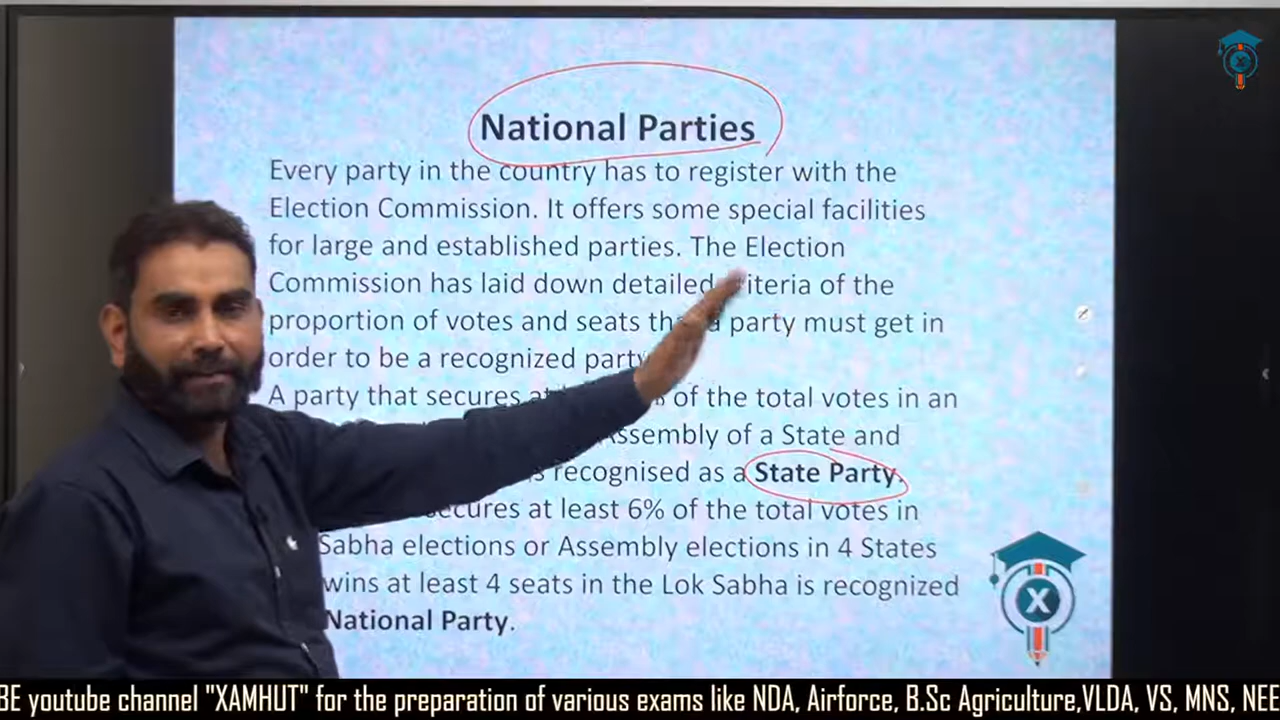 National Parties
Every party in the country has to register with the
Election Commission. It offers some special facilities
for large and established parties. The Election
Commission has laid down detailed of the
proportion of votes and seats a party must get in
order to be a recognized party
A party that secures of the total votes in an
Assembly of a State and
recognised as a State Party.
at least 6% of the total votes in
Sabha elections or Assembly elections in 4 States
wins at least 4 seats in the Lok Sabha is recognized
National Party.
X
X
BE youtube channel "XAMHUT" for the preparation of various exams like NDA, Airforce, B.Sc Agriculture,VLDA, VS, MNS, NEE